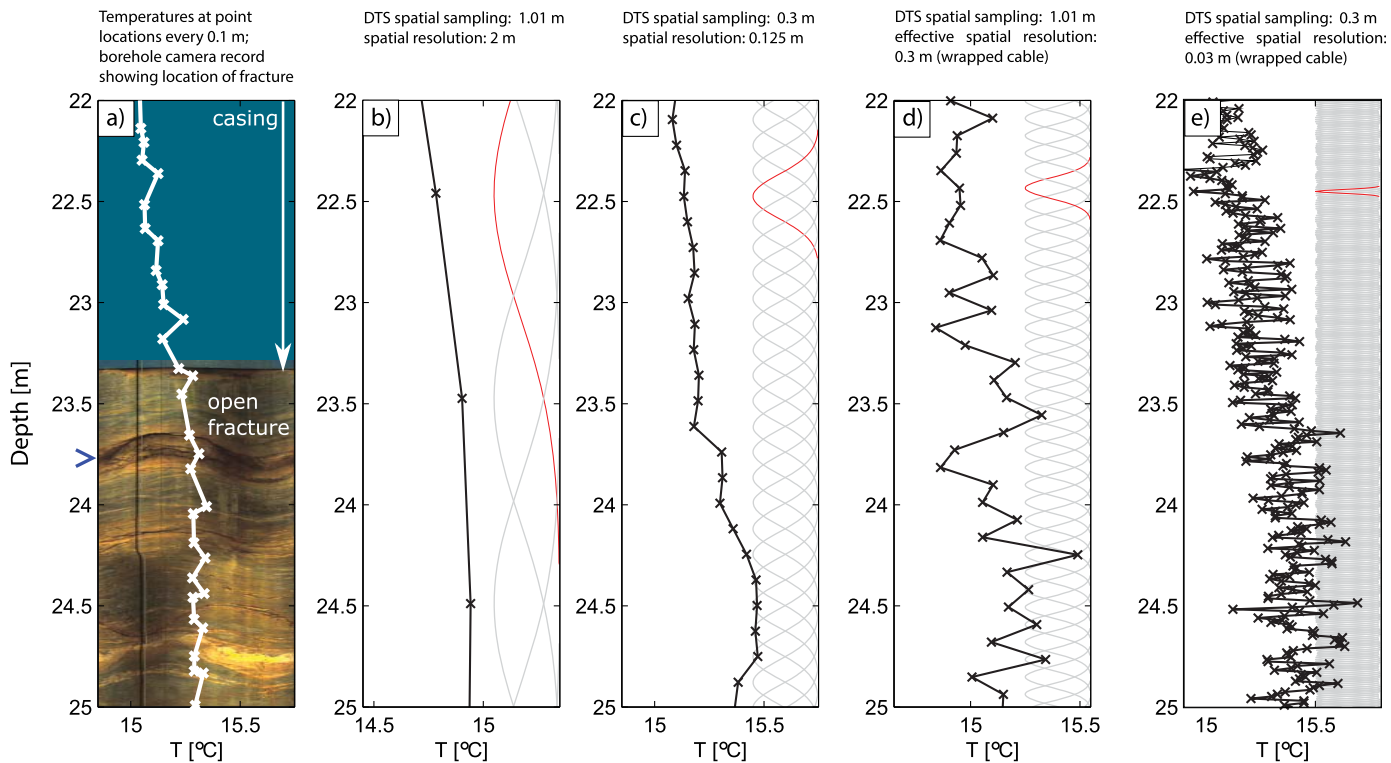 Temperatures at point
locations every 0.1 m;
borehole camera record
showing location of fracture
DTS spatial sampling: 1.01 m
spatial resolution: 2 m
DTS spatial sampling: 0.3 m
spatial resolution: 0.125 m
DTS spatial sampling: 1.01 m
effective spatial resolution:
0.3 m (wrapped cable)
DTS spatial sampling: 0.3 m
effective spatial resolution:
0.03 m (wrapped cable)
Depth [m]
22
22.5
23
23.5
24
24.5
25
a)
casing
open
fracture
>
15
15.5
T [ºC]
22
22.5
23
23.5
24
24.5
25
b)
14.5
15
T [ºC]
22
22.5
23
23.5
24
24.5
25
c)
15
15.5
T [ºC]
22
22.5
23
23.5
24
24.5
25
d)
15
15.5
T [ºC]
22
22.5
23
23.5
24
24.5
25
e)
15
15.5
T [ºC]